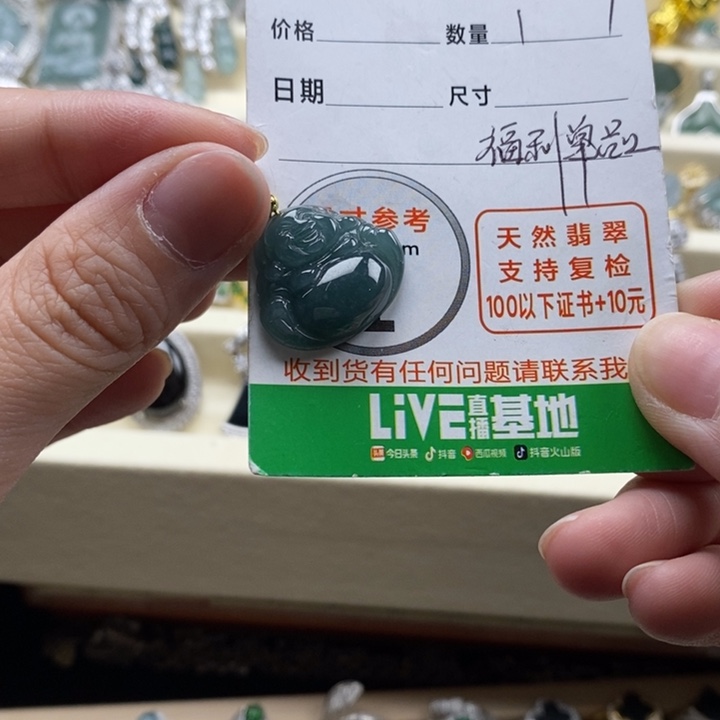 价格 数量
日期 尺寸
福利单品
寸参考
m
天然翡翠
支持复检
100以下证书+10元
收到货有任何问题请联系我
LiVE直播基地
头条 今日头条 抖音 西瓜视频 抖音火山版